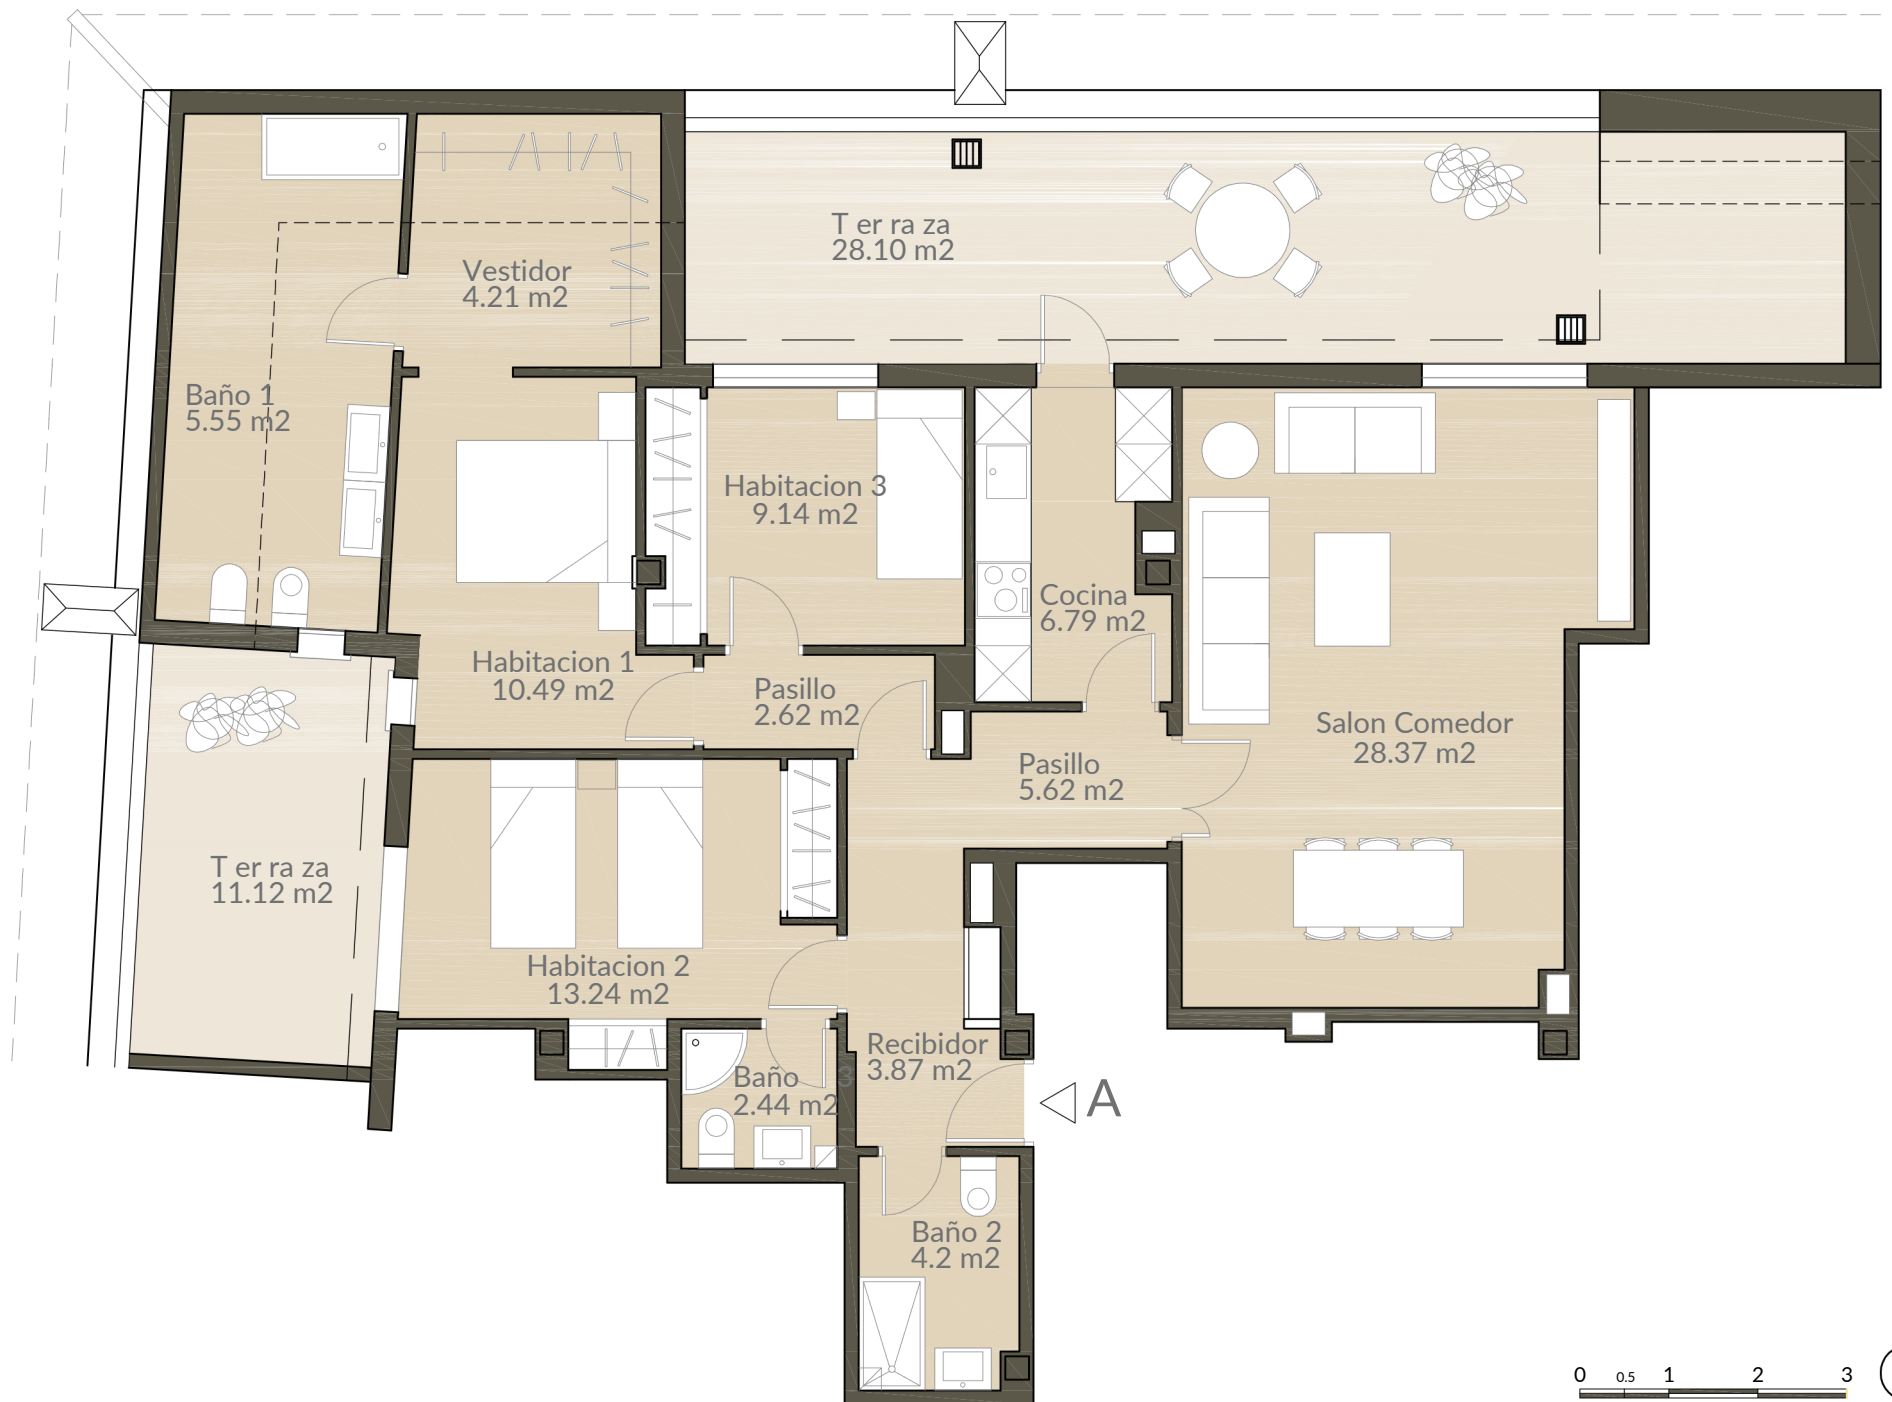 T er ra za
28.10 m2
Vestidor
4.21 m2
Baño 1
5.55 m2
Habitacion 3
9.14 m2
Cocina
6.79 m2
Habitacion 1
10.49 m2
Pasillo
2.62 m2
Salon Comedor
28.37 m2
Pasillo
5.62 m2
T er ra za
11.12 m2
Habitacion 2
13.24 m2
Recibidor
3.87 m2
Baño 3
2.44 m2
A
Baño 2
4.2 m2
0 0.5 1 2 3